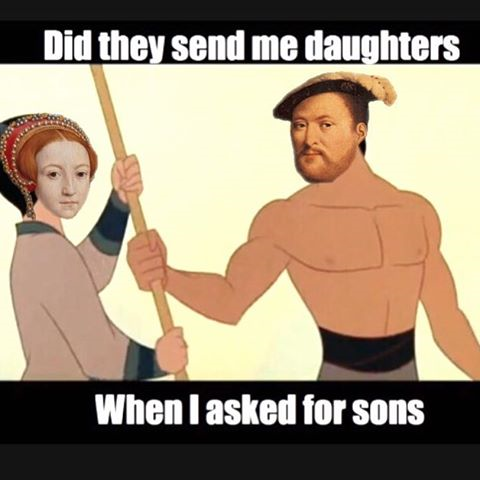 Did they send me daughters
When I asked for sons